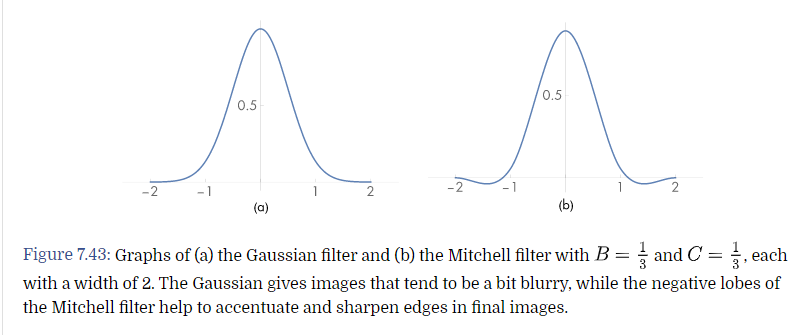 0.5
0.5
-2 -1 1 2
-2 -1 1 2
(a)
(b)
Figure 7.43: Graphs of (a) the Gaussian filter and (b) the Mitchell filter with B = 1/3 and C = 1/3, each
with a width of 2. The Gaussian gives images that tend to be a bit blurry, while the negative lobes of
the Mitchell filter help to accentuate and sharpen edges in final images.